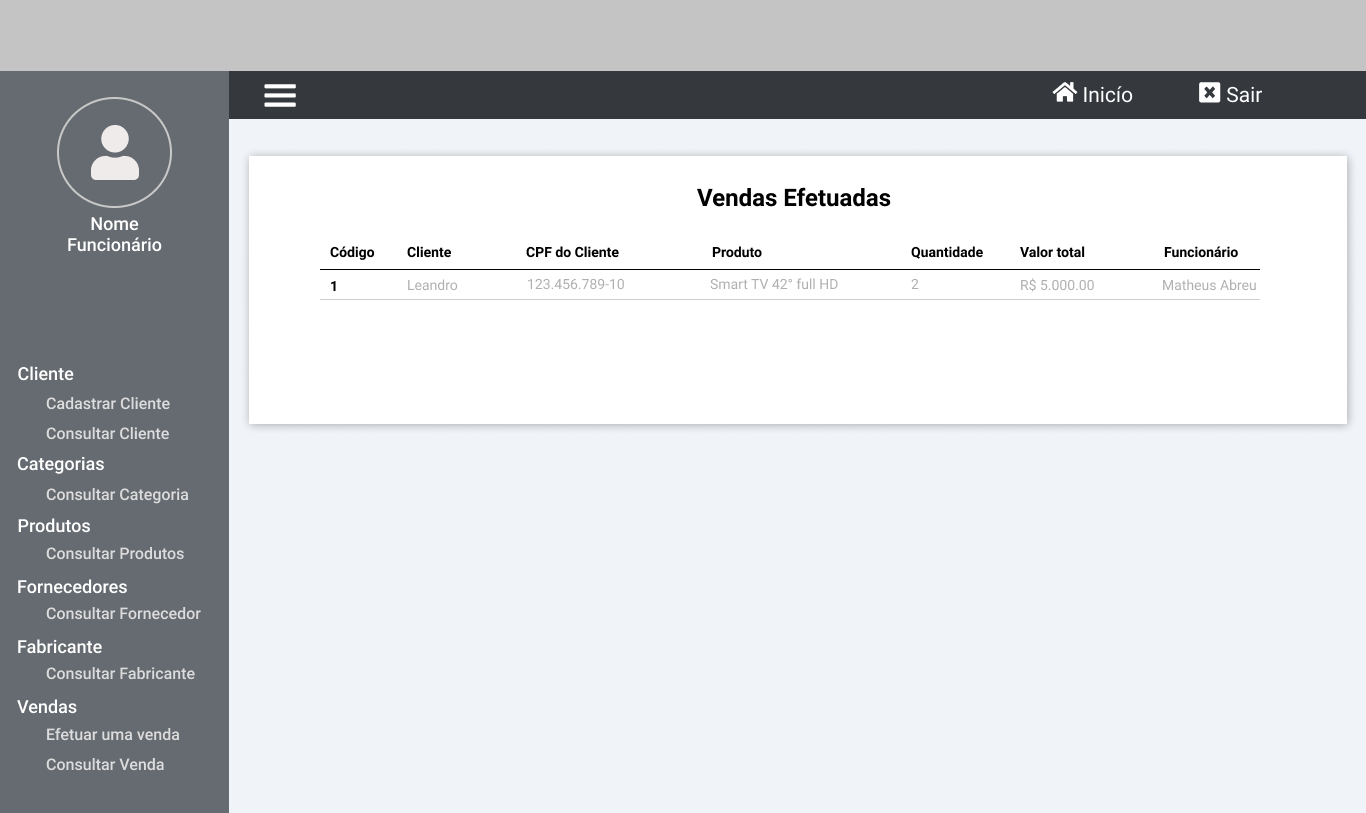 Inicío
Sair
Nome
Funcionário
Cliente
Cadastrar Cliente
Consultar Cliente
Categorias
Consultar Categoria
Produtos
Consultar Produtos
Fornecedores
Consultar Fornecedor
Fabricante
Consultar Fabricante
Vendas
Efetuar uma venda
Consultar Venda
Vendas Efetuadas
Código Cliente CPF do Cliente Produto Quantidade Valor total Funcionário
1 Leandro 123.456.789-10 Smart TV 42° full HD 2 R$ 5.000.00 Matheus Abreu